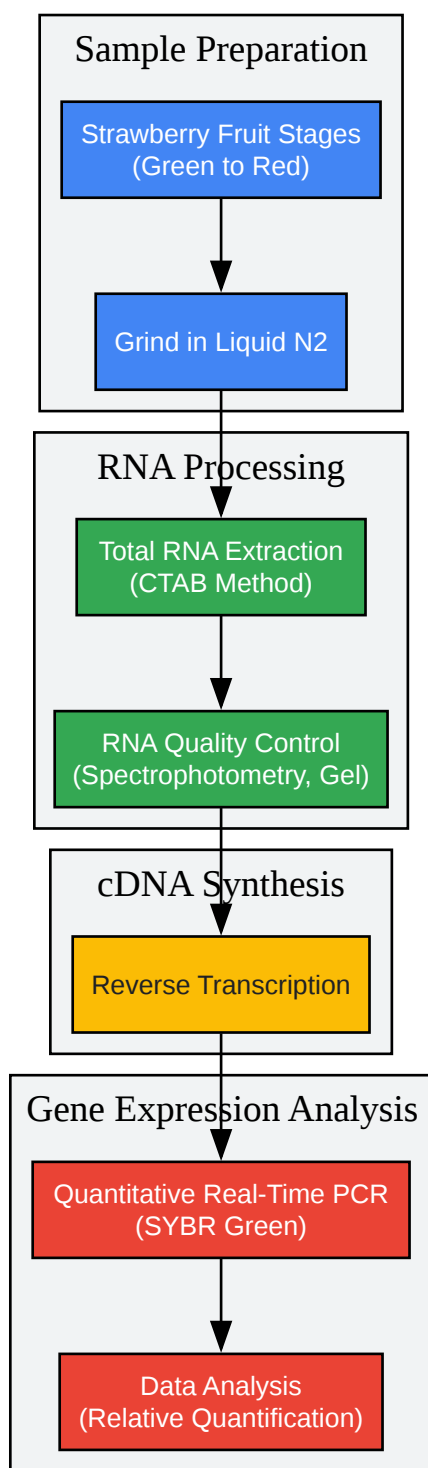 Sample Preparation
Strawberry Fruit Stages
(Green to Red)
Grind in Liquid N2
RNA Processing
Total RNA Extraction
(CTAB Method)
RNA Quality Control
(Spectrophotometry, Gel)
cDNA Synthesis
Reverse Transcription
Gene Expression Analysis
Quantitative Real-Time PCR
(SYBR Green)
Data Analysis
(Relative Quantification)